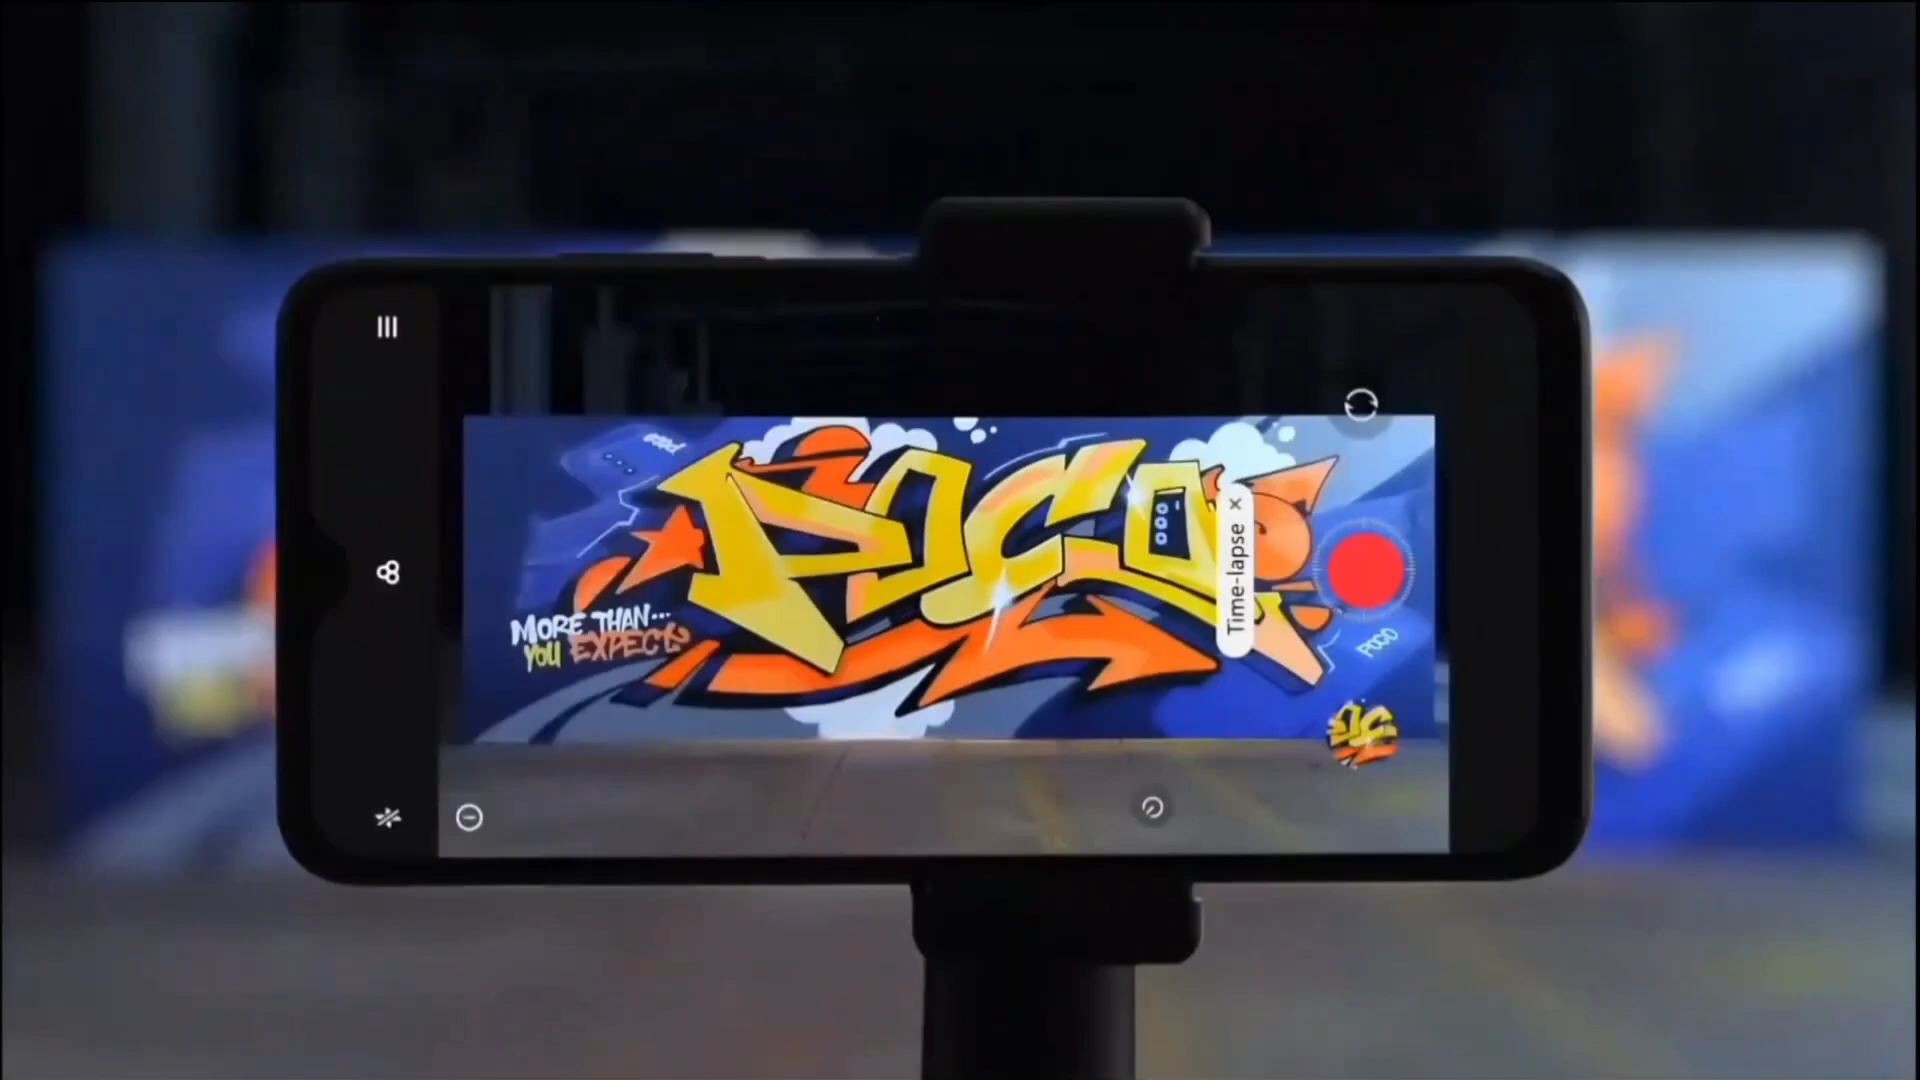 POCO
MORE THAN...
YOU EXPECT
Time-lapse ×
POCO